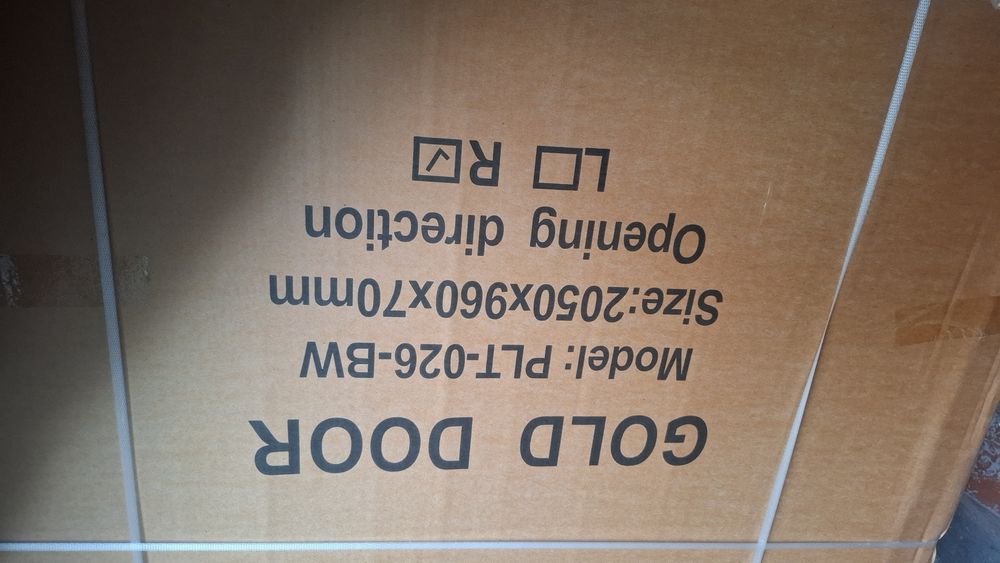 GOLD DOOR
Model: PLT-026-BW
Size:2050x960x70mm
Opening direction
L☐ R☑